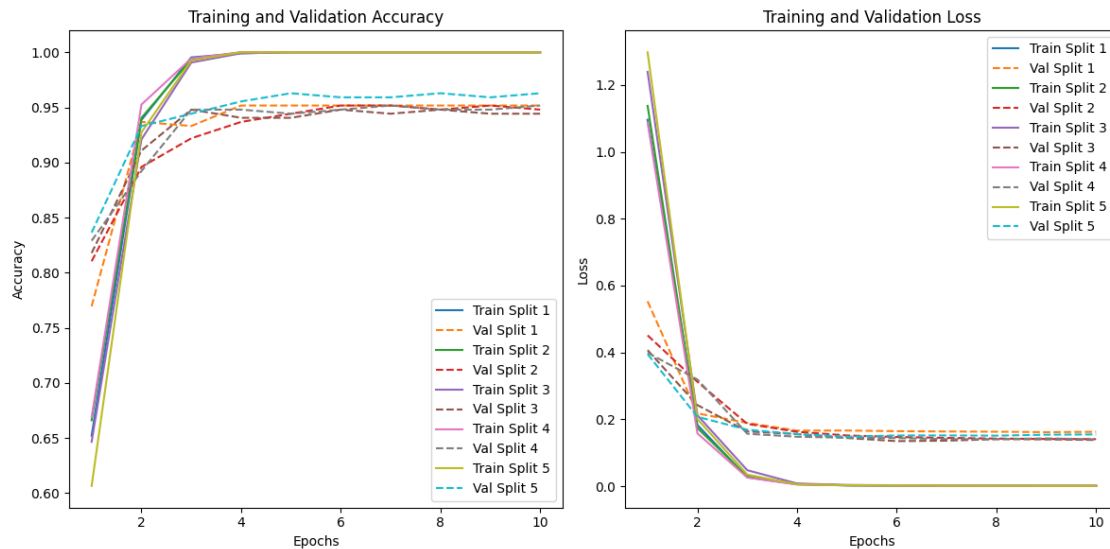 Training and Validation Accuracy
1.00
0.95
0.90
0.85
0.80
0.75
0.70
0.65
0.60
Accuracy
2
4
6
8
10
Epochs
Train Split 1
Val Split 1
Train Split 2
Val Split 2
Train Split 3
Val Split 3
Train Split 4
Val Split 4
Train Split 5
Val Split 5
Training and Validation Loss
1.2
1.0
0.8
0.6
0.4
0.2
0.0
Loss
2
4
6
8
10
Epochs
Train Split 1
Val Split 1
Train Split 2
Val Split 2
Train Split 3
Val Split 3
Train Split 4
Val Split 4
Train Split 5
Val Split 5